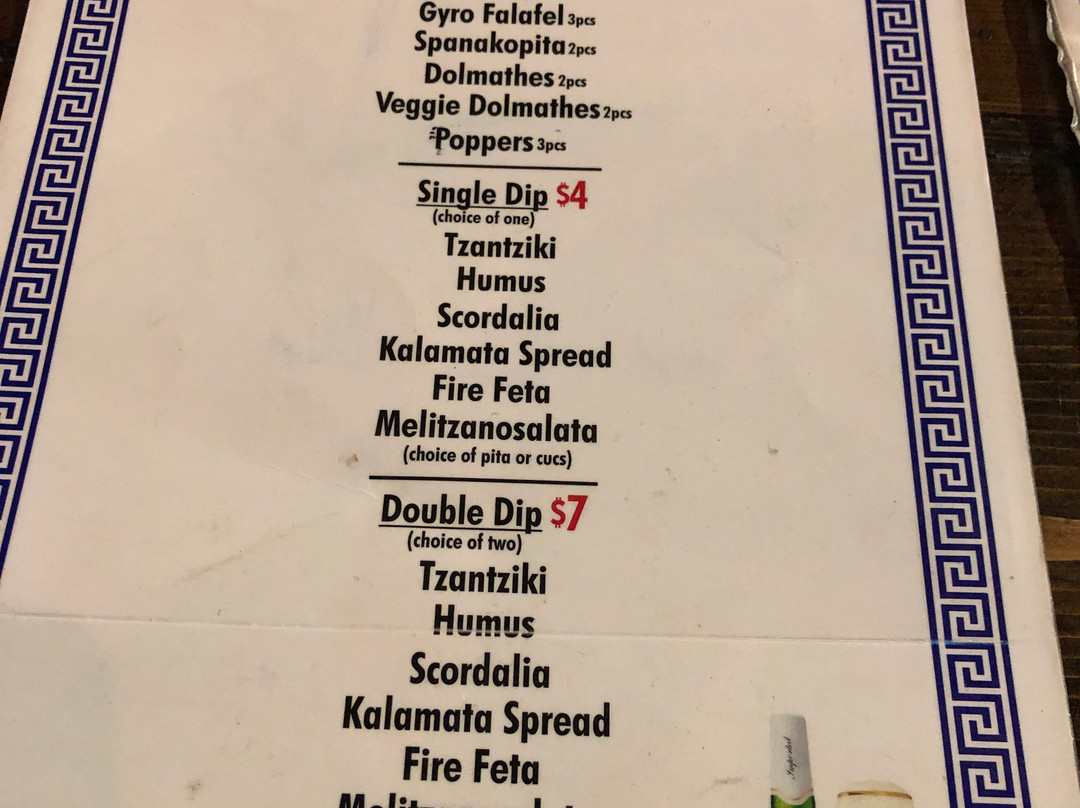 Gyro Falafel 3pcs
Spanakopita 2pcs
Dolmathes 2pcs
Veggie Dolmathes 2pcs
Poppers 3pcs
Single Dip $4
(choice of one)
Tzantziki
Humus
Scordalia
Kalamata Spread
Fire Feta
Melitzanosalata
(choice of pita or cucs)
Double Dip $7
(choice of two)
Tzantziki
Humus
Scordalia
Kalamata Spread
Fire Feta
Imported